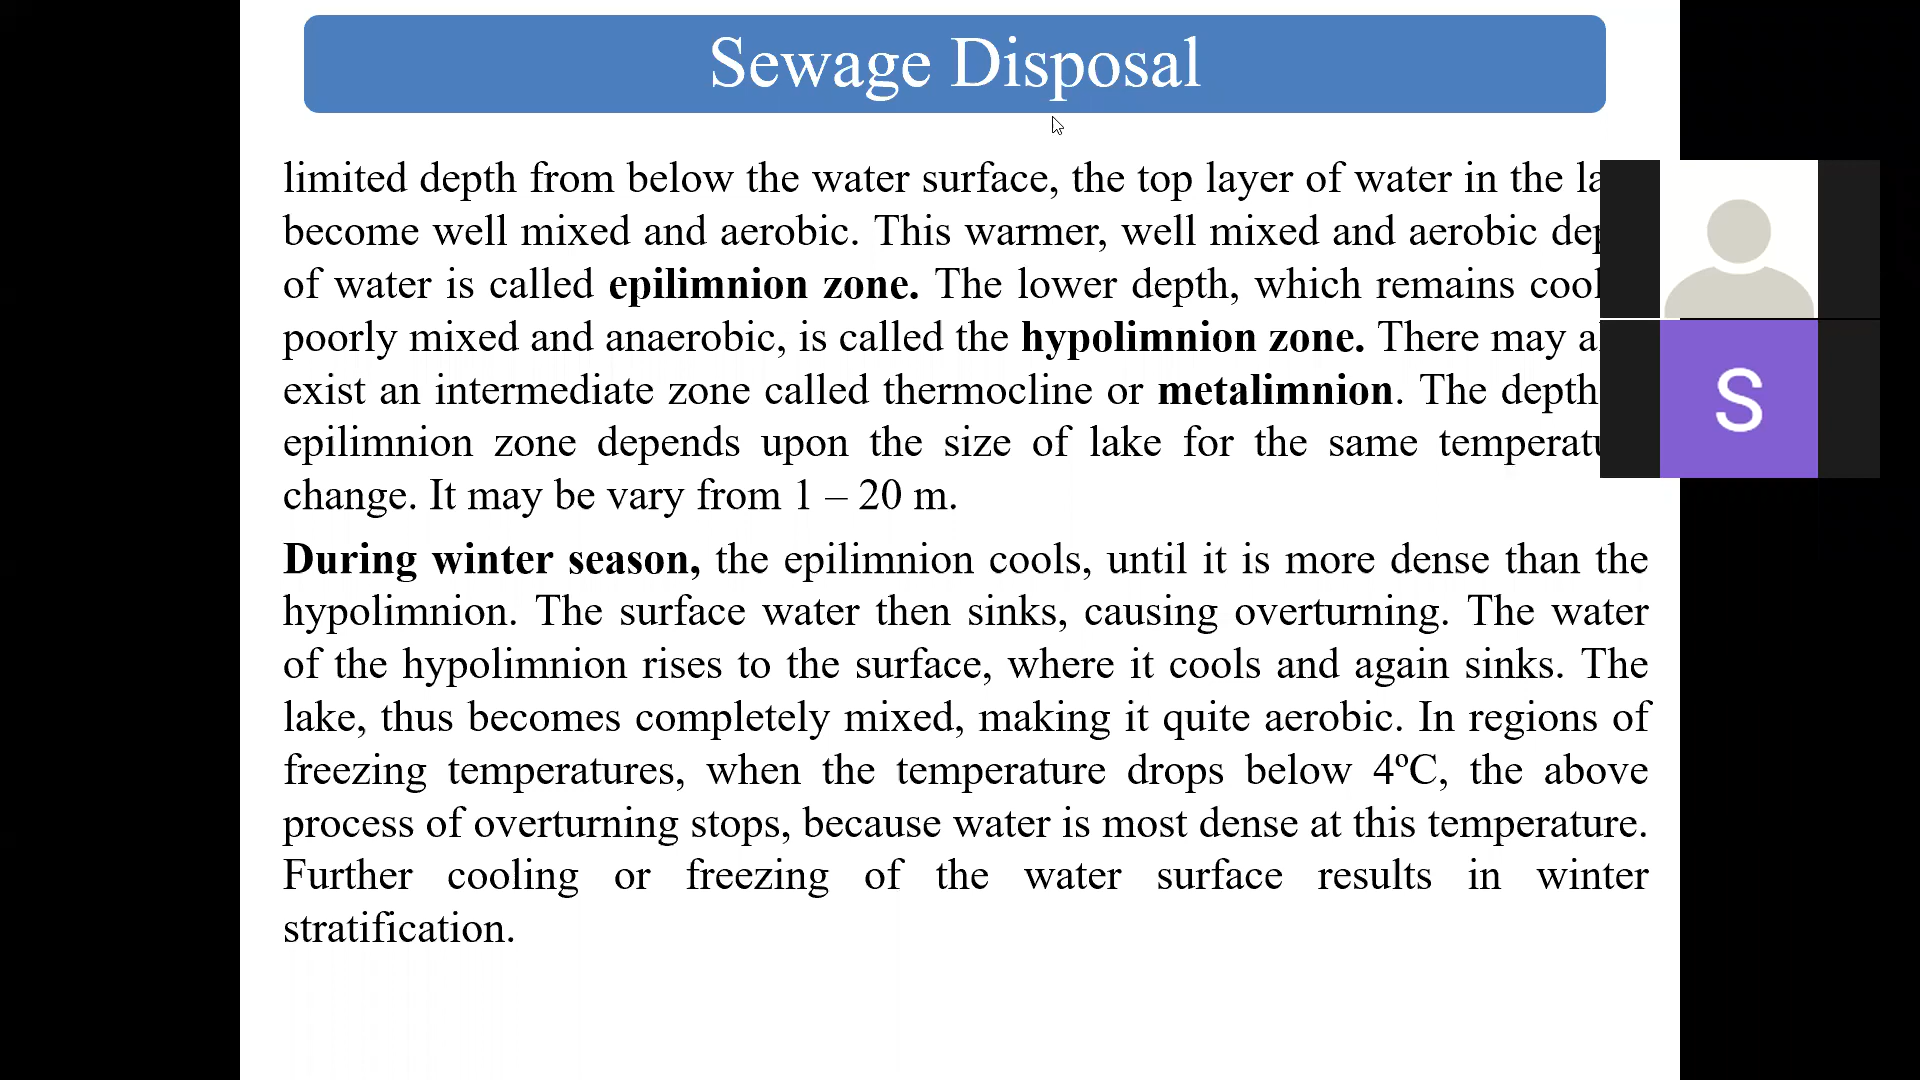 Sewage Disposal
limited depth from below the water surface, the top layer of water in the
become well mixed and aerobic. This warmer, well mixed and aerobic
of water is called epilimnion zone. The lower depth, which remains
poorly mixed and anaerobic, is called the hypolimnion zone. There may
exist an intermediate zone called thermocline or metalimnion. The depth
epilimnion zone depends upon the size of lake for the same
change. It may be vary from 1 – 20 m.
During winter season, the epilimnion cools, until it is more dense than the
hypolimnion. The surface water then sinks, causing overturning. The water
of the hypolimnion rises to the surface, where it cools and again sinks. The
lake, thus becomes completely mixed, making it quite aerobic. In regions of
freezing temperatures, when the temperature drops below 4ºC, the above
process of overturning stops, because water is most dense at this temperature.
Further cooling or freezing of the water surface results in winter
stratification.
S